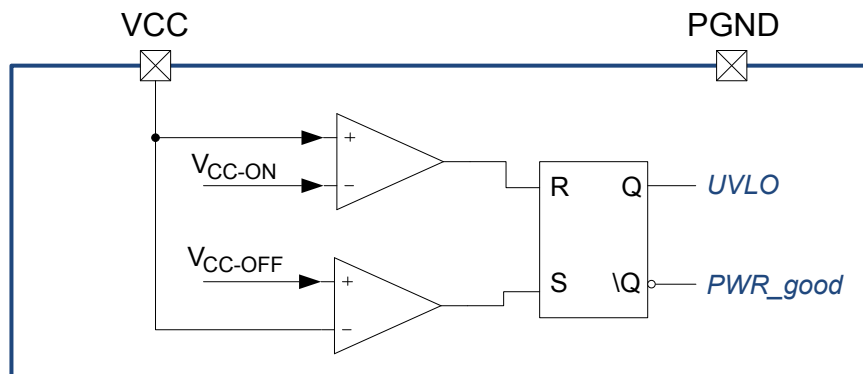 VCC PGND
+
VCC-ON
−
R Q UVLO
VCC-OFF
+
S \Q PWR_good
−